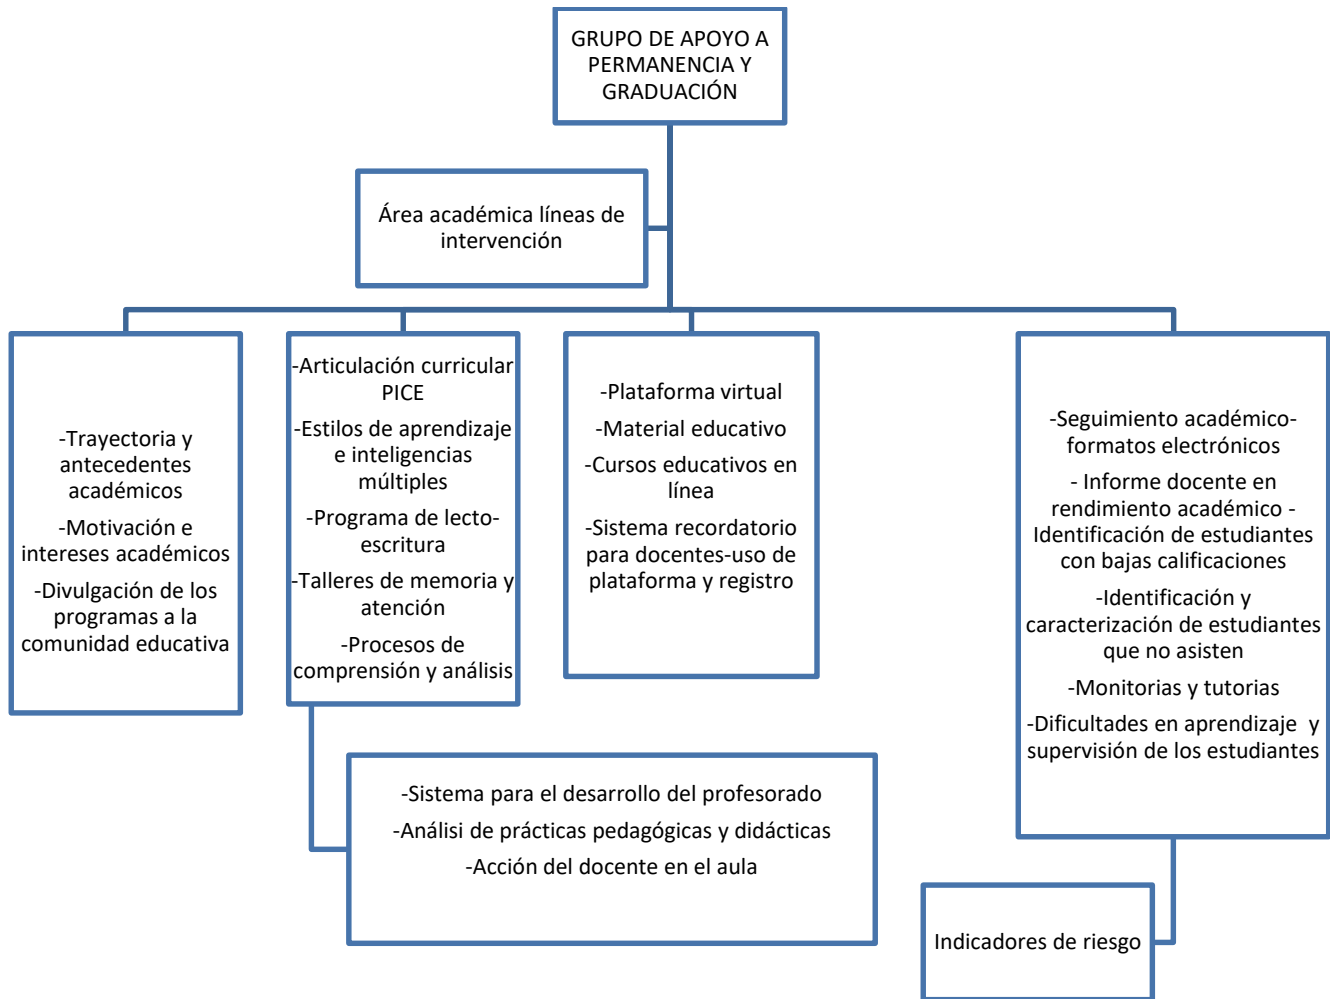 GRUPO DE APOYO A
PERMANENCIA Y
GRADUACIÓN
Área académica líneas de
intervención
-Trayectoria y
antecedentes
académicos
-Motivación e
intereses académicos
-Divulgación de los
programas a la
comunidad educativa
-Articulación curricular
PICE
-Estilos de aprendizaje
e inteligencias
múltiples
-Programa de lecto-
escritura
-Talleres de memoria y
atención
-Procesos de
comprensión y análisis
-Plataforma virtual
-Material educativo
-Cursos educativos en
línea
-Sistema recordatorio
para docentes-uso de
plataforma y registro
-Seguimiento académico-
formatos electrónicos
- Informe docente en
rendimiento académico -
Identificación de estudiantes
con bajas calificaciones
-Identificación y
caracterización de estudiantes
que no asisten
-Monitorias y tutorias
-Dificultades en aprendizaje  y
supervisión de los estudiantes
-Sistema para el desarrollo del profesorado
-Análisi de prácticas pedagógicas y didácticas
-Acción del docente en el aula
Indicadores de riesgo